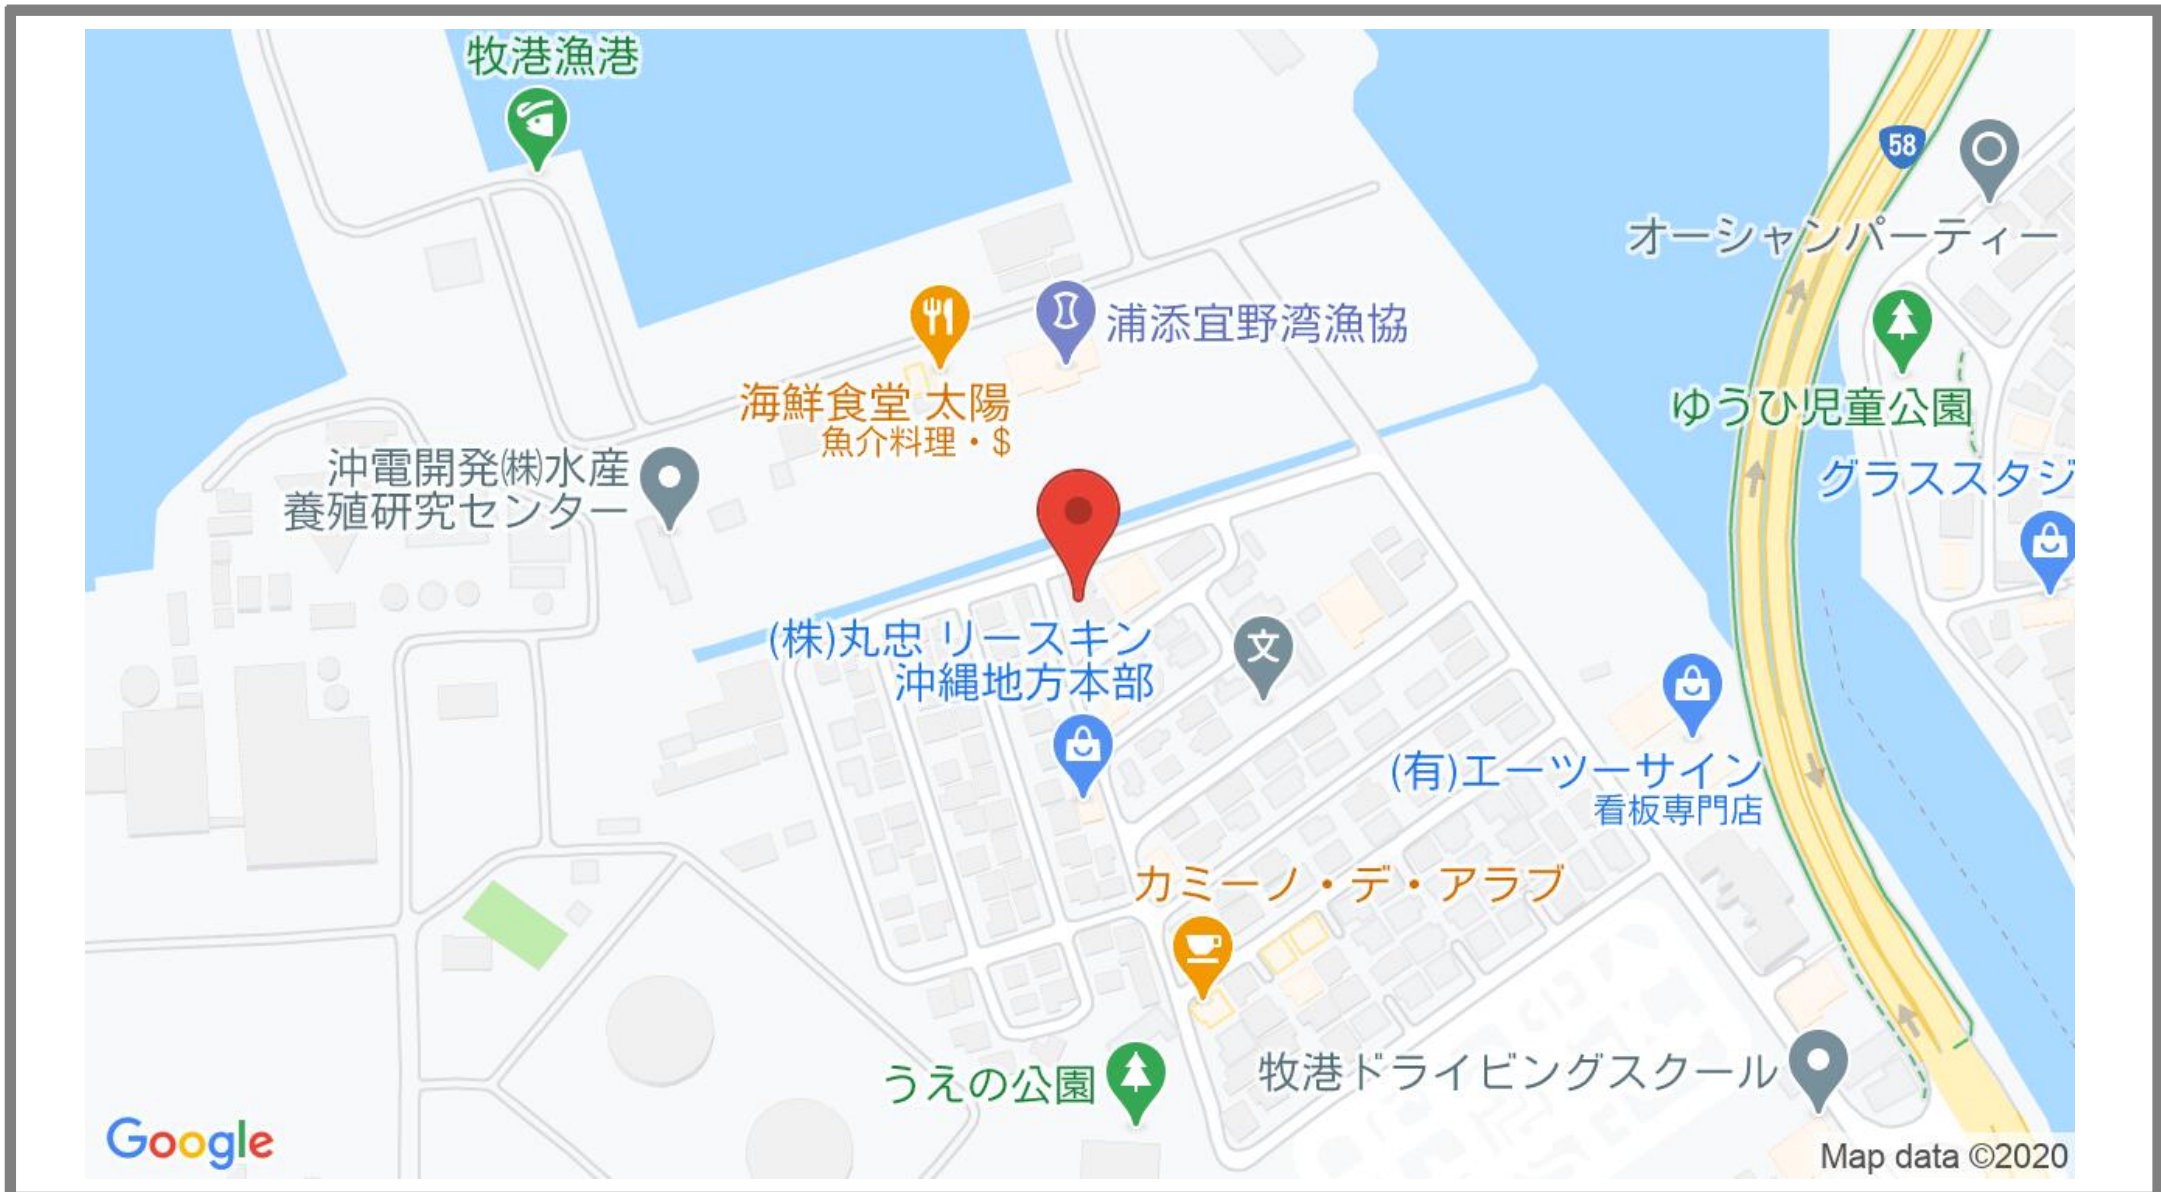 牧港漁港
58
オーシャンパーティー
浦添宜野湾漁協
ゆうひ児童公園
海鮮食堂 太陽
魚介料理・$
沖電開発㈱水産
養殖研究センター
グラススタジ
(株)丸忠 リースキン
沖縄地方本部
文
(有)エーツーサイン
看板専門店
カミーノ・デ・アラブ
うえの公園
牧港ドライビングスクール
Google
Map data ©2020